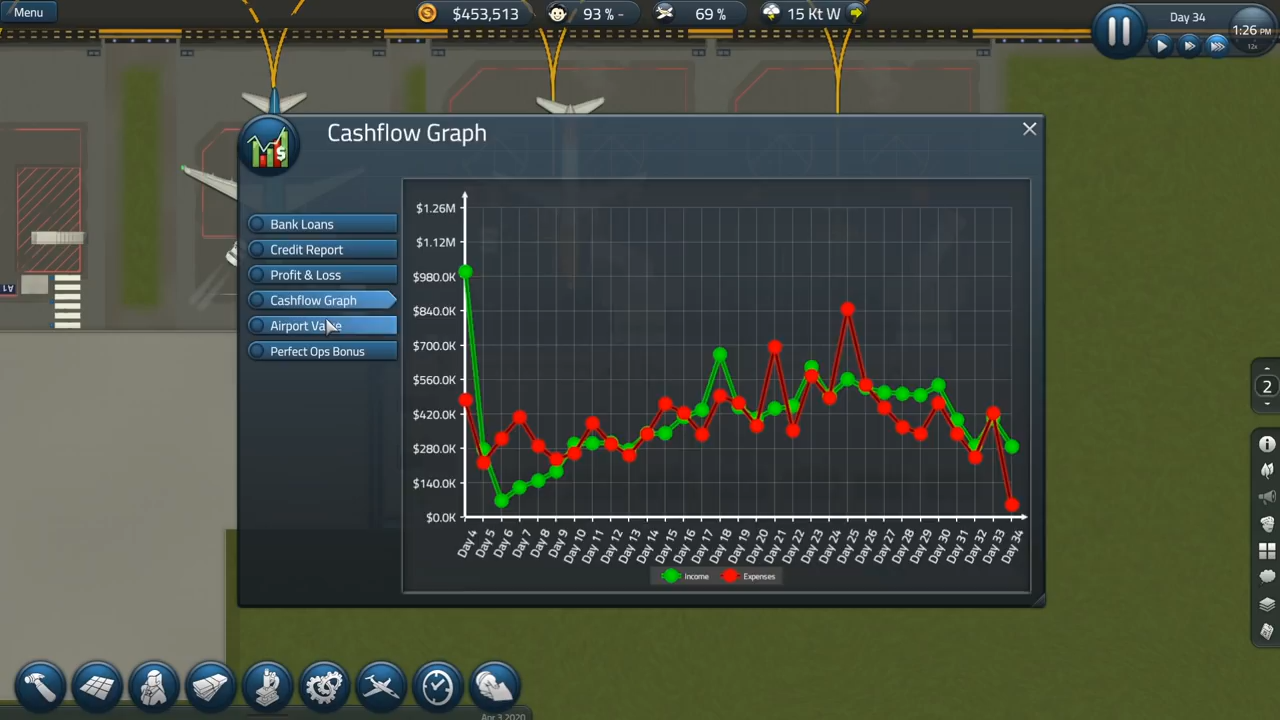 Menu
$453,513
93 % -
69 %
15 Kt W
Day 34
1:26 PM
12x
Cashflow Graph
Bank Loans
Credit Report
Profit & Loss
Cashflow Graph
Perfect Ops Bonus
$1.26M
$1.12M
$980.0K
$840.0K
$700.0K
$560.0K
$420.0K
$280.0K
$140.0K
$0.0K
Day 4
Day 5
Day 6
Day 7
Day 8
Day 9
Day 10
Day 11
Day 12
Day 13
Day 14
Day 15
Day 16
Day 17
Day 18
Day 19
Day 20
Day 21
Day 22
Day 23
Day 24
Day 25
Day 26
Day 27
Day 28
Day 29
Day 30
Day 31
Day 32
Day 33
Day 34
Income
Expenses
Airport
2
A1
Apr 3 2020